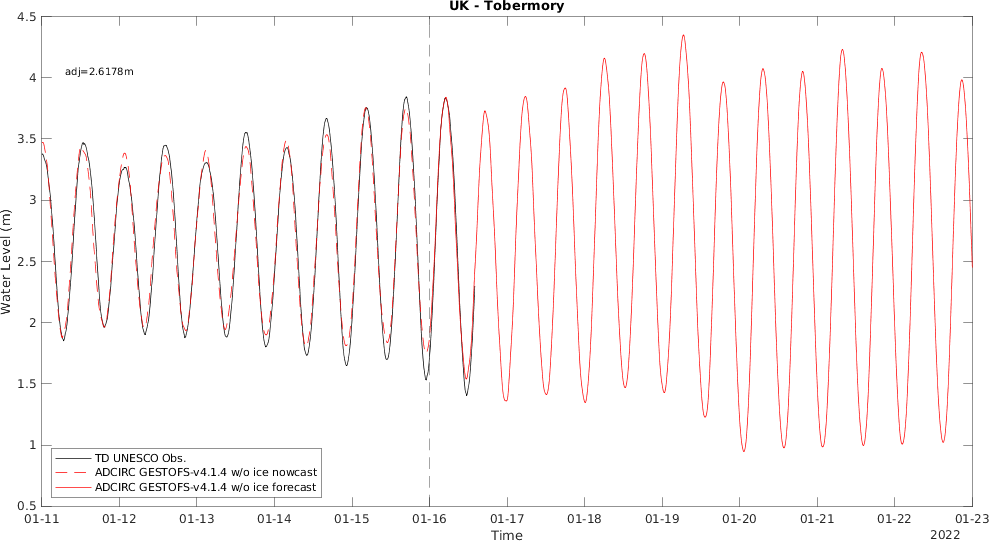 UK - Tobermory
adj=2.6178m
4.5
4
3.5
3
2.5
2
1.5
1
0.5
Water Level (m)
TD UNESCO Obs.
ADCIRC GESTOFS-v4.1.4 w/o ice nowcast
ADCIRC GESTOFS-v4.1.4 w/o ice forecast
01-11 01-12 01-13 01-14 01-15 01-16 01-17 01-18 01-19 01-20 01-21 01-22 01-23
Time
2022